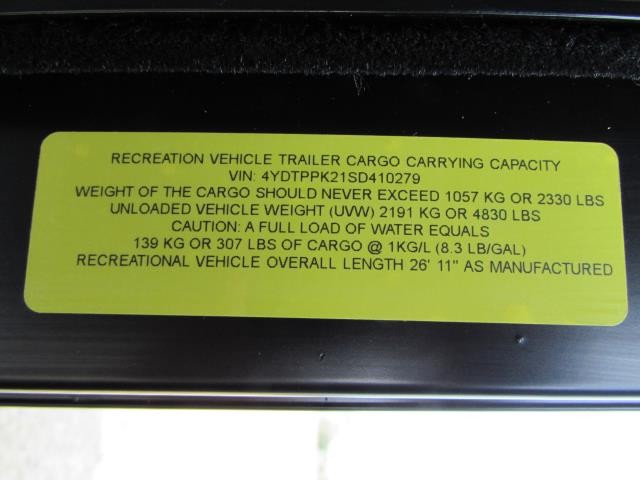 RECREATION VEHICLE TRAILER CARGO CARRYING CAPACITY
VIN: 4YDTPPK21SD410279
WEIGHT OF THE CARGO SHOULD NEVER EXCEED 1057 KG OR 2330 LBS
UNLOADED VEHICLE WEIGHT (UVW) 2191 KG OR 4830 LBS
CAUTION: A FULL LOAD OF WATER EQUALS
139 KG OR 307 LBS OF CARGO @ 1KG/L (8.3 LB/GAL)
RECREATIONAL VEHICLE OVERALL LENGTH 26' 11" AS MANUFACTURED